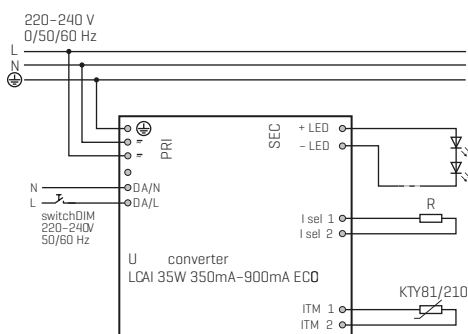 220–240 V
0/50/60 Hz
L
N
PRI
SEC
+ LED
– LED
N
DA/N
L
DA/L
switchDIM
220–240V
50/60 Hz
R
I sel 1
I sel 2
U converter
LCAI 35W 350mA–900mA ECO
KTY81/210
ITM 1
ITM 2